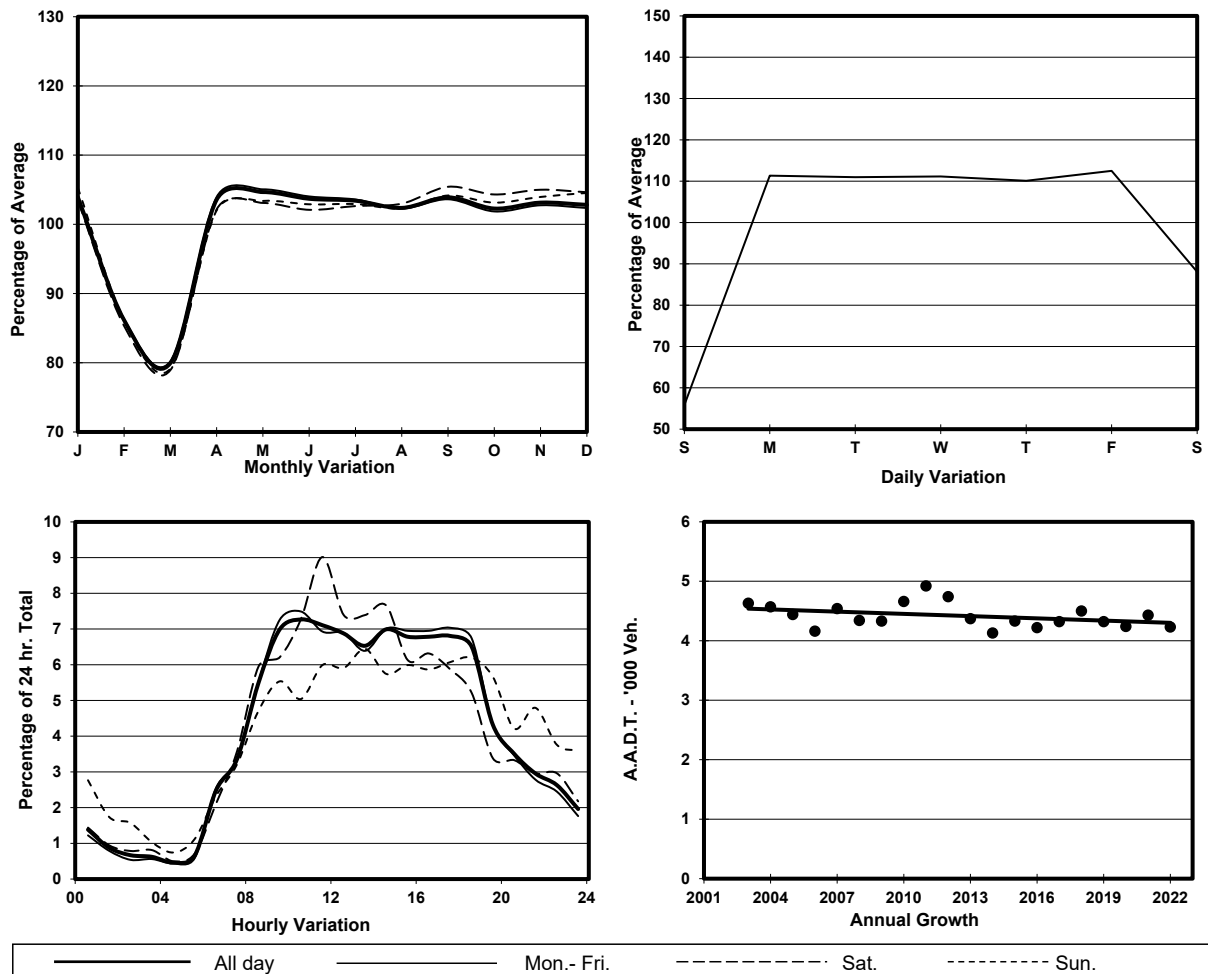 130
120
110
100
90
80
70
Percentage of Average
J F M A M J J A S O N D
Monthly Variation
150
140
130
120
110
100
90
80
70
60
50
Percentage of Average
S M T W T F S
Daily Variation
10
9
8
7
6
5
4
3
2
1
0
Percentage of 24 hr. Total
00 04 08 12 16 20 24
Hourly Variation
6
5
4
3
2
1
0
A.A.D.T. - '000 Veh.
2001 2004 2007 2010 2013 2016 2019 2022
Annual Growth
All day Mon.- Fri. Sat. Sun.